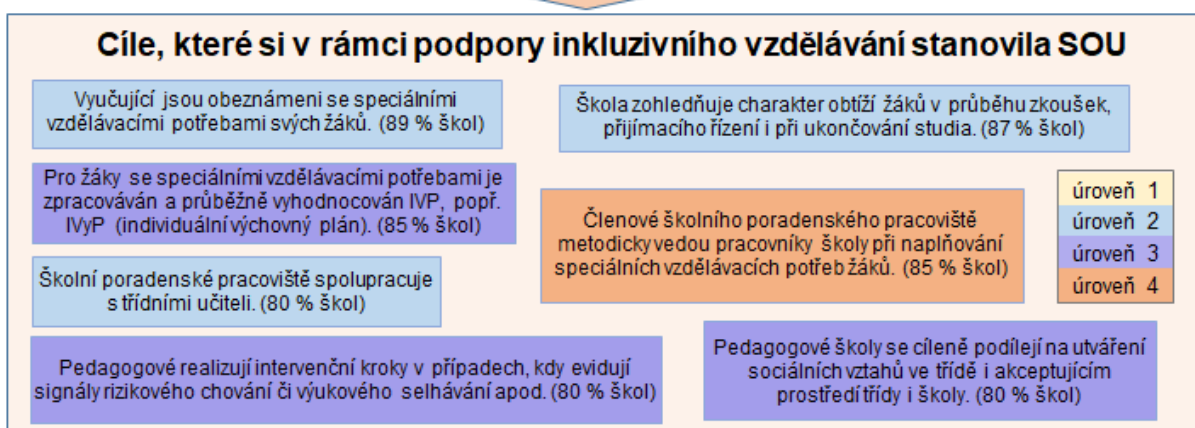 Cíle, které si v rámci podpory inkluzivního vzdělávání stanovila SOU
Vyučující jsou obeznámeni se speciálními
vzdělávacími potřebami svých žáků. (89 % škol)
Škola zohledňuje charakter obtíží žáků v průběhu zkoušek,
přijímacího řízení i při ukončování studia. (87 % škol)
Pro žáky se speciálními vzdělávacími potřebami je
zpracováván a průběžně vyhodnocován IVP, popř.
IVyP (individuální výchovný plán). (85 % škol)
Členové školního poradenského pracoviště
metodicky vedou pracovníky školy při naplňování
speciálních vzdělávacích potřeb žáků. (85 % škol)
úroveň 1
úroveň 2
úroveň 3
úroveň 4
Školní poradenské pracoviště spolupracuje
s třídními učiteli. (80 % škol)
Pedagogové realizují intervenční kroky v případech, kdy evidují
signály rizikového chování či výukového selhávání apod. (80 % škol)
Pedagogové školy se cíleně podílejí na utváření
sociálních vztahů ve třídě i akceptujícím
prostředí třídy i školy. (80 % škol)